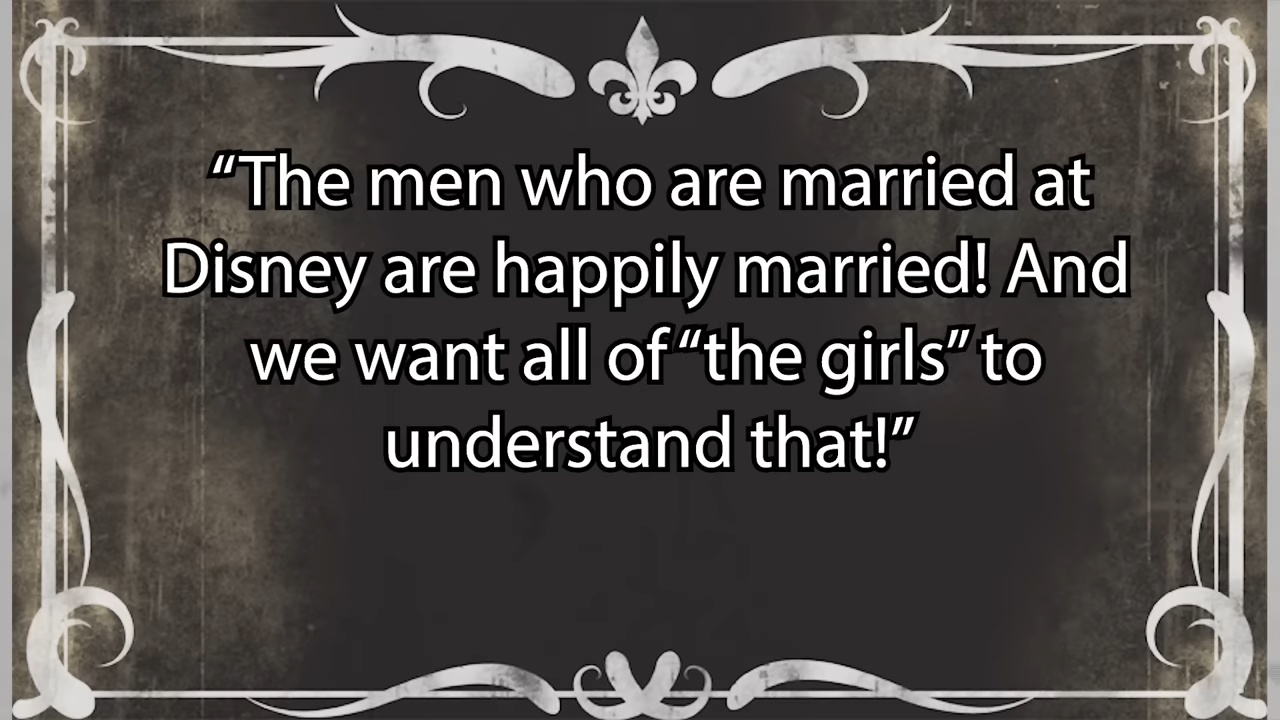 “The men who are married at
Disney are happily married! And
we want all of “the girls” to
understand that!”